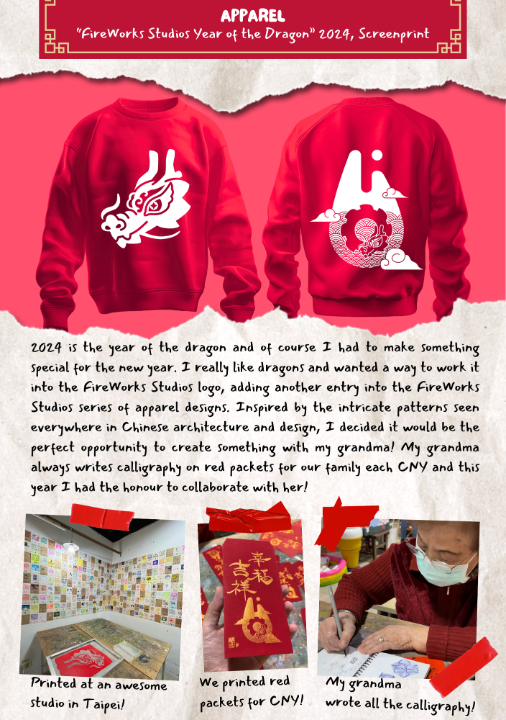 APPAREL
"FireWorks Studios Year of the Dragon" 2024, Screenprint
2024 is the year of the dragon and of course I had to make something
special for the new year. I really like dragons and wanted a way to work it
into the FireWorks Studios logo, adding another entry into the FireWorks
Studios series of apparel designs. Inspired by the intricate patterns seen
everywhere in Chinese architecture and design, I decided it would be the
perfect opportunity to create something with my grandma! My grandma
always writes calligraphy on red packets for our family each CNY and this
year I had the honour to collaborate with her!
幸福
吉祥
Printed at an awesome
studio in Taipei!
We printed red
packets for CNY!
My grandma
wrote all the calligraphy!